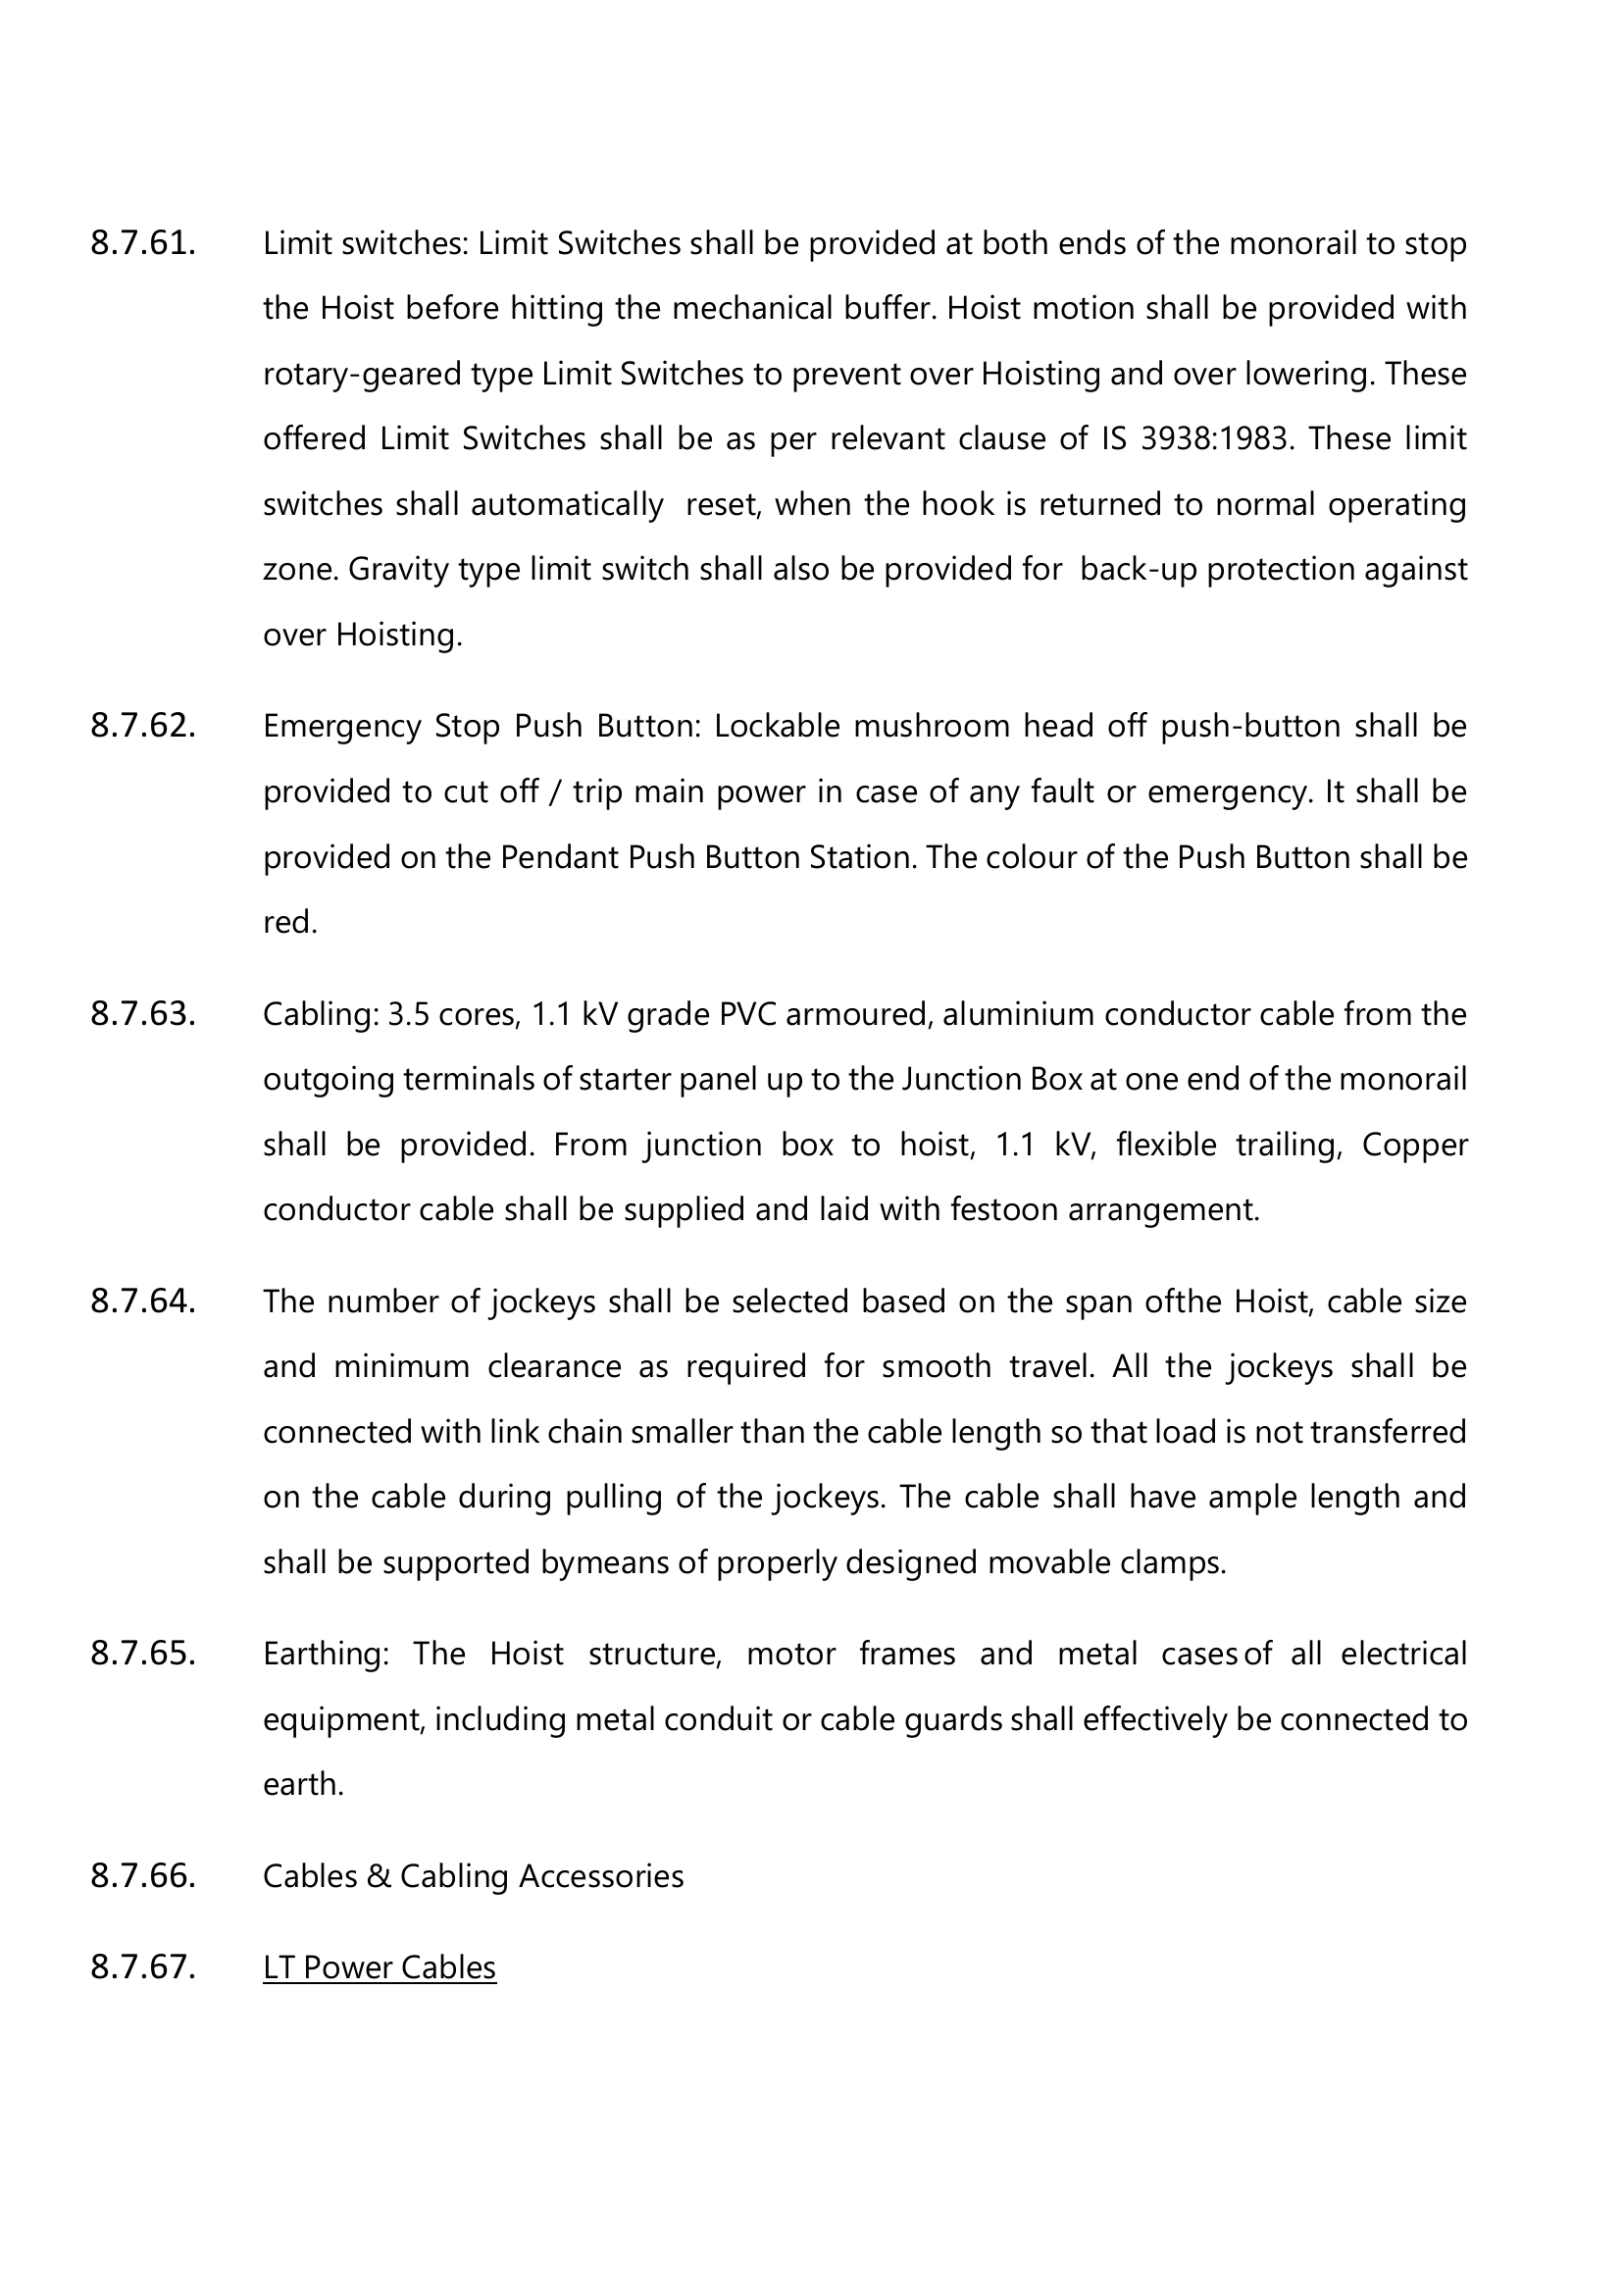 8.7.61. Limit switches: Limit Switches shall be provided at both ends of the monorail to stop
the Hoist before hitting the mechanical buffer. Hoist motion shall be provided with
rotary-geared type Limit Switches to prevent over Hoisting and over lowering. These
offered Limit Switches shall be as per relevant clause of IS 3938:1983. These limit
switches shall automatically  reset, when the hook is returned to normal operating
zone. Gravity type limit switch shall also be provided for  back-up protection against
over Hoisting.
8.7.62. Emergency Stop Push Button: Lockable mushroom head off push-button shall be
provided to cut off / trip main power in case of any fault or emergency. It shall be
provided on the Pendant Push Button Station. The colour of the Push Button shall be
red.
8.7.63. Cabling: 3.5 cores, 1.1 kV grade PVC armoured, aluminium conductor cable from the
outgoing terminals of starter panel up to the Junction Box at one end of the monorail
shall be provided. From junction box to hoist, 1.1 kV, flexible trailing, Copper
conductor cable shall be supplied and laid with festoon arrangement.
8.7.64. The number of jockeys shall be selected based on the span ofthe Hoist, cable size
and minimum clearance as required for smooth travel. All the jockeys shall be
connected with link chain smaller than the cable length so that load is not transferred
on the cable during pulling of the jockeys. The cable shall have ample length and
shall be supported bymeans of properly designed movable clamps.
8.7.65. Earthing: The Hoist structure, motor frames and metal cases of all electrical
equipment, including metal conduit or cable guards shall effectively be connected to
earth.
8.7.66. Cables & Cabling Accessories
8.7.67. LT Power Cables